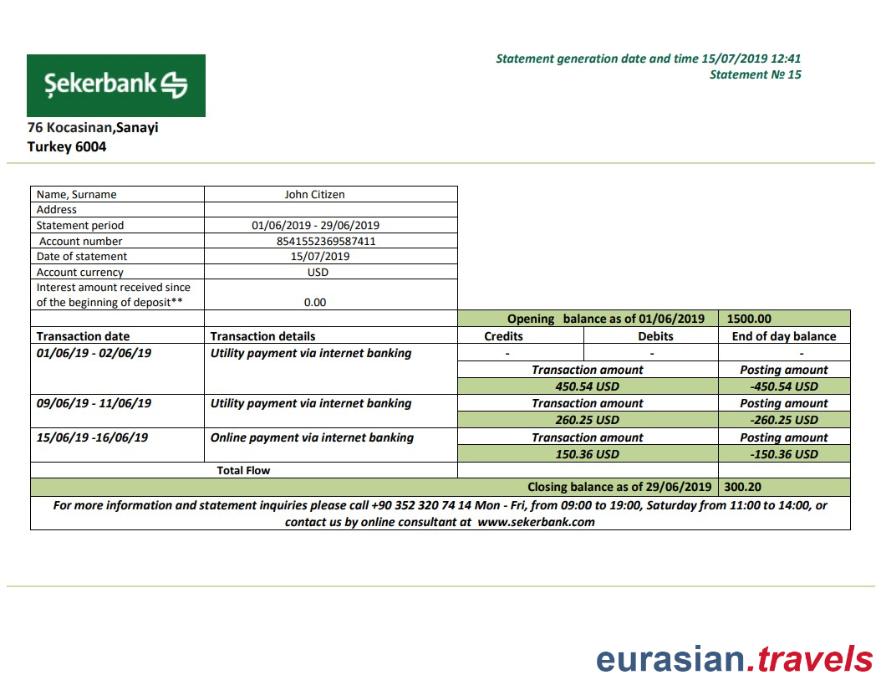 Statement generation date and time 15/07/2019 12:41
Statement № 15
Şekerbank
76 Kocasinan,Sanayi
Turkey 6004
Name, Surname John Citizen
Address
Statement period 01/06/2019 - 29/06/2019
Account number 8541552369587411
Date of statement 15/07/2019
Account currency USD
Interest amount received since
of the beginning of deposit** 0.00
Opening balance as of 01/06/2019 1500.00
Transaction date Transaction details Credits Debits End of day balance
01/06/19 - 02/06/19 Utility payment via internet banking - - -
Transaction amount Posting amount
450.54 USD -450.54 USD
09/06/19 - 11/06/19 Utility payment via internet banking Transaction amount Posting amount
260.25 USD -260.25 USD
15/06/19 -16/06/19 Online payment via internet banking Transaction amount Posting amount
150.36 USD -150.36 USD
Total Flow
Closing balance as of 29/06/2019 300.20
For more information and statement inquiries please call +90 352 320 74 14 Mon - Fri, from 09:00 to 19:00, Saturday from 11:00 to 14:00, or
contact us by online consultant at www.sekerbank.com
eurasian.travels